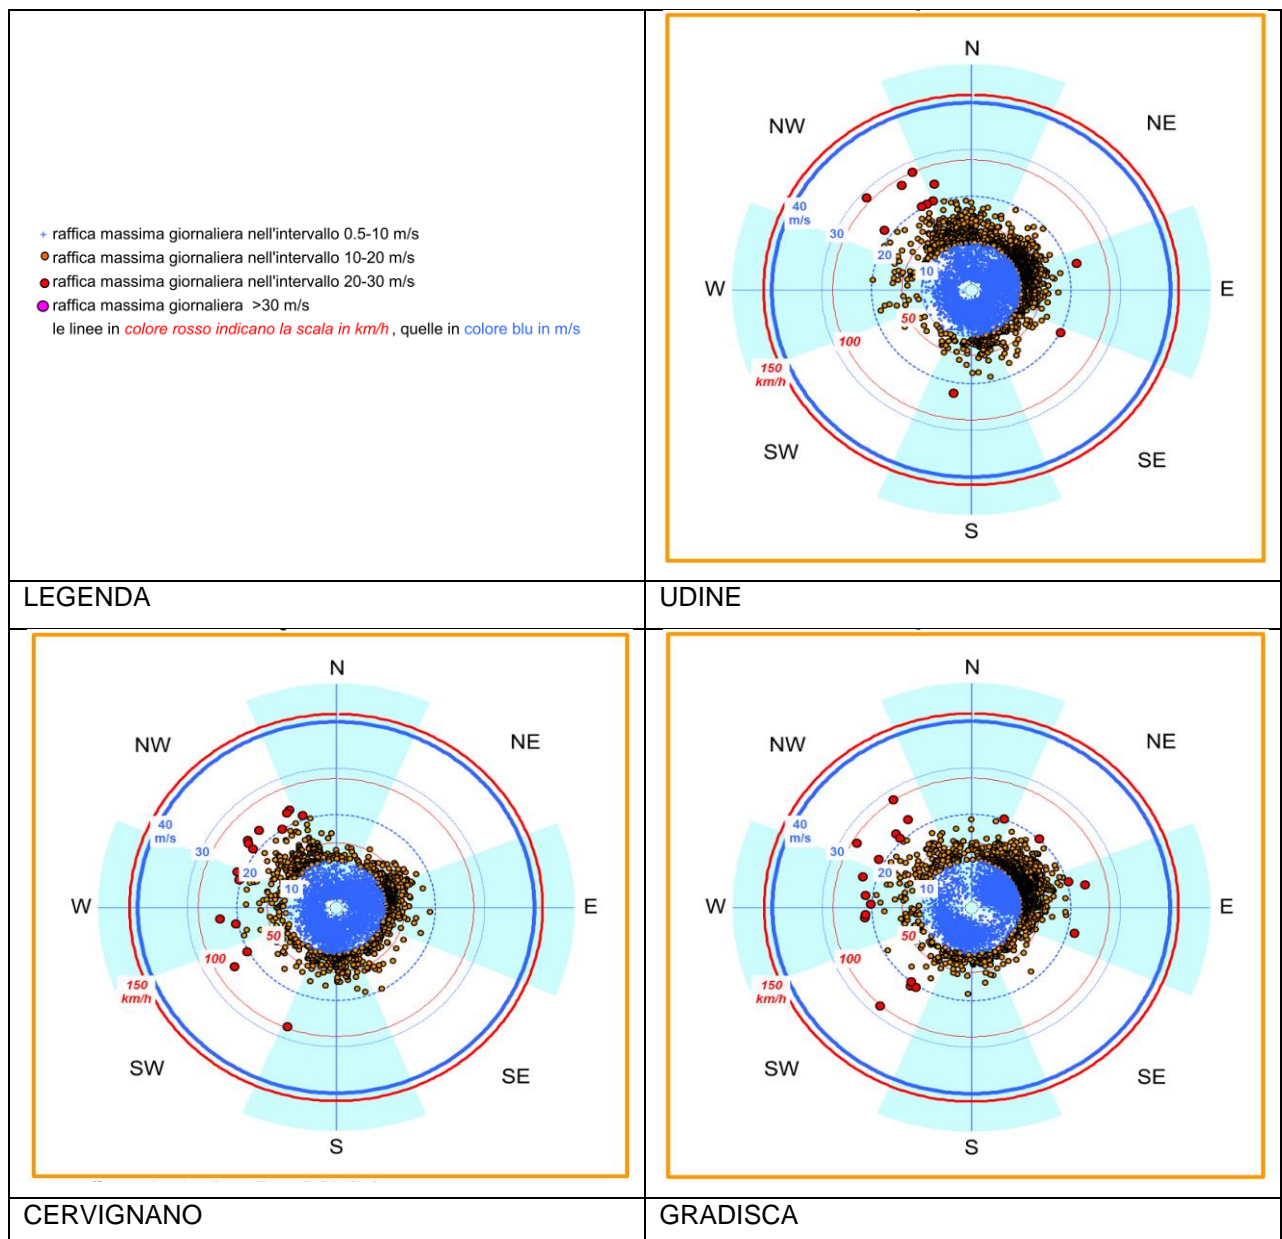 + raffica massima giornaliera nell'intervallo 0.5-10 m/s
raffica massima giornaliera nell'intervallo 10-20 m/s
raffica massima giornaliera nell'intervallo 20-30 m/s
raffica massima giornaliera >30 m/s
le linee in colore rosso indicano la scala in km/h, quelle in colore blu in m/s
LEGENDA
N
NW
NE
40
m/s
30
20
10
W
E
50
100
150
km/h
SW
SE
S
UDINE
N
NW
NE
40
m/s
30
20
10
W
E
50
100
150
km/h
SW
SE
S
CERVIGNANO
N
NW
NE
40
m/s
30
20
10
W
E
50
100
150
km/h
SW
SE
S
GRADISCA